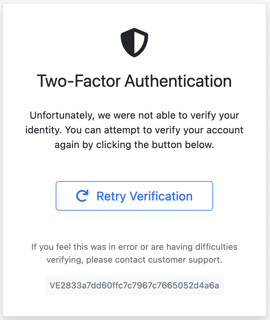 Two-Factor Authentication
Unfortunately, we were not able to verify your
identity. You can attempt to verify your account
again by clicking the button below.
Retry Verification
If you feel this was in error or are having difficulties
verifying, please contact customer support.
VE2833a7dd60ffc7c7967c7665052d4a6a